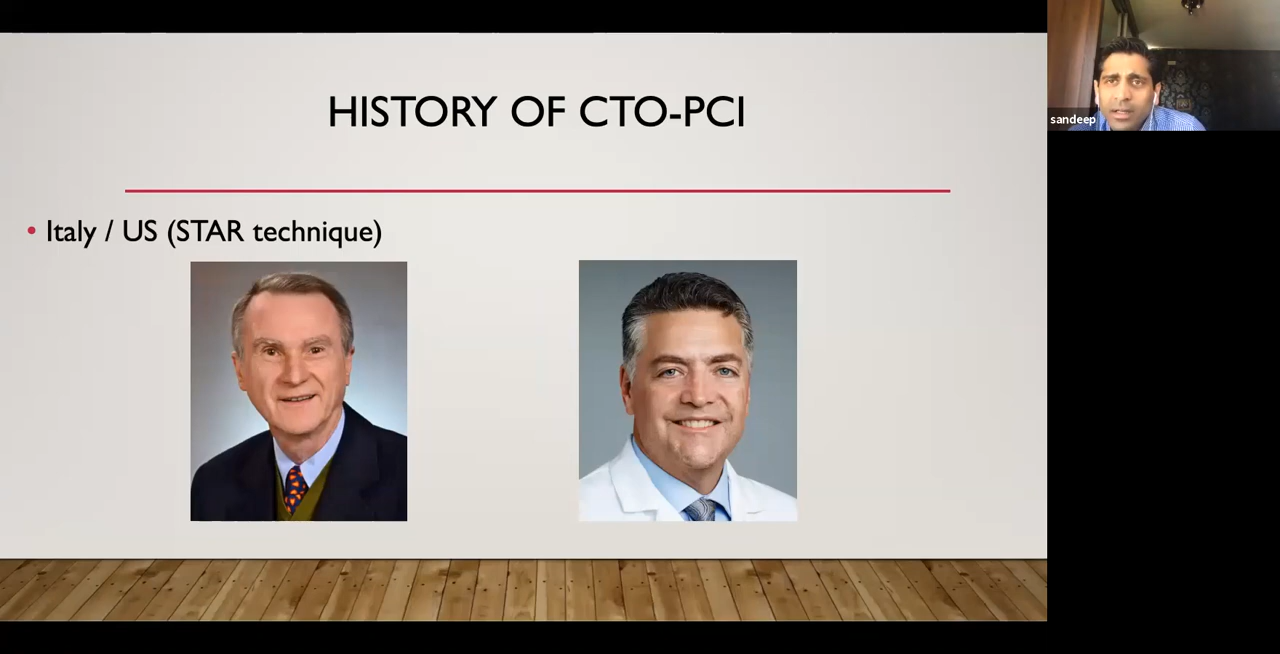 HISTORY OF CTO-PCI
• Italy / US (STAR technique)
sandeep